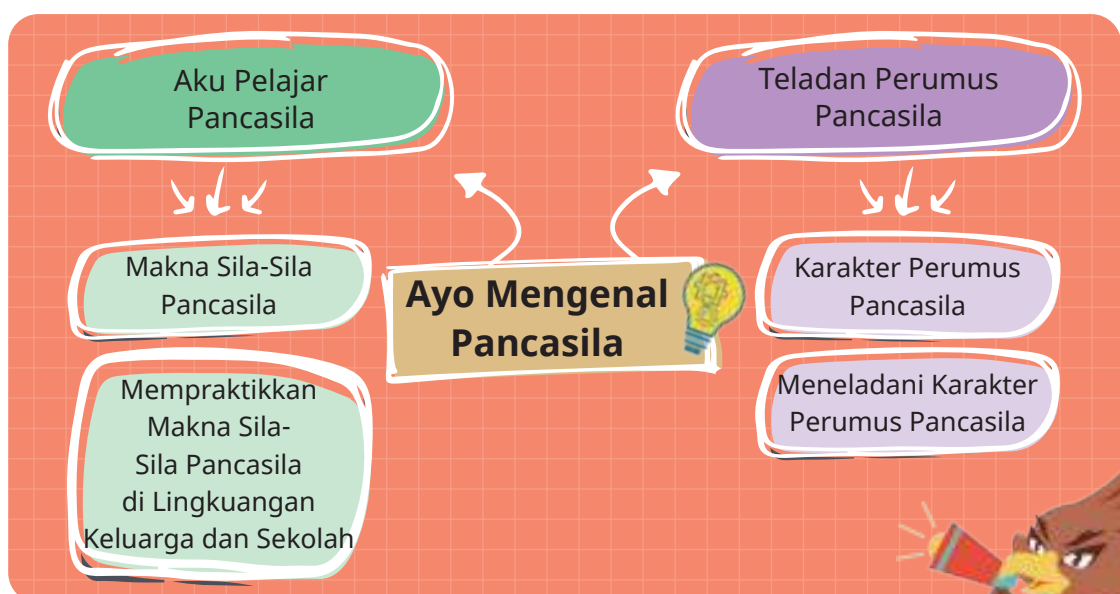 Aku Pelajar
Pancasila
Makna Sila-Sila
Pancasila
Mempraktikkan
Makna Sila-
Sila Pancasila
di Lingkuangan
Keluarga dan Sekolah
Ayo Mengenal
Pancasila
Teladan Perumus
Pancasila
Karakter Perumus
Pancasila
Meneladani Karakter
Perumus Pancasila